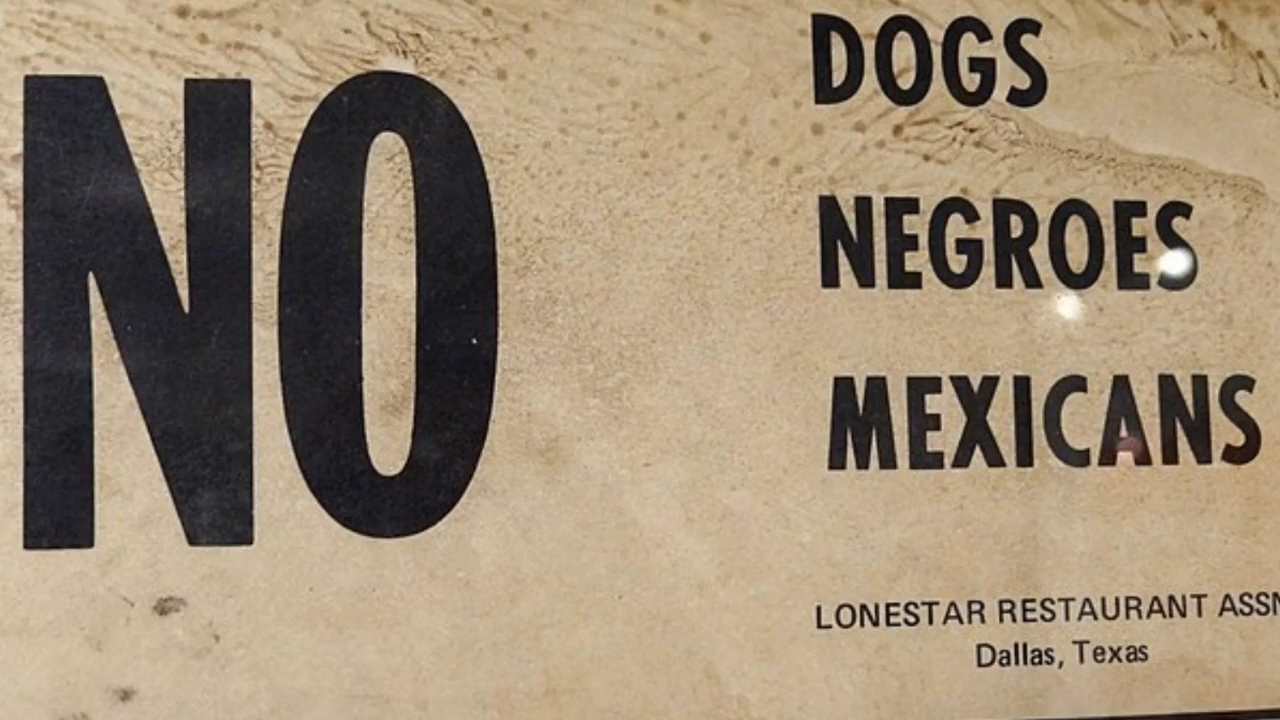 NO
DOGS
NEGROES
MEXICANS
LONESTAR RESTAURANT ASSN
Dallas, Texas